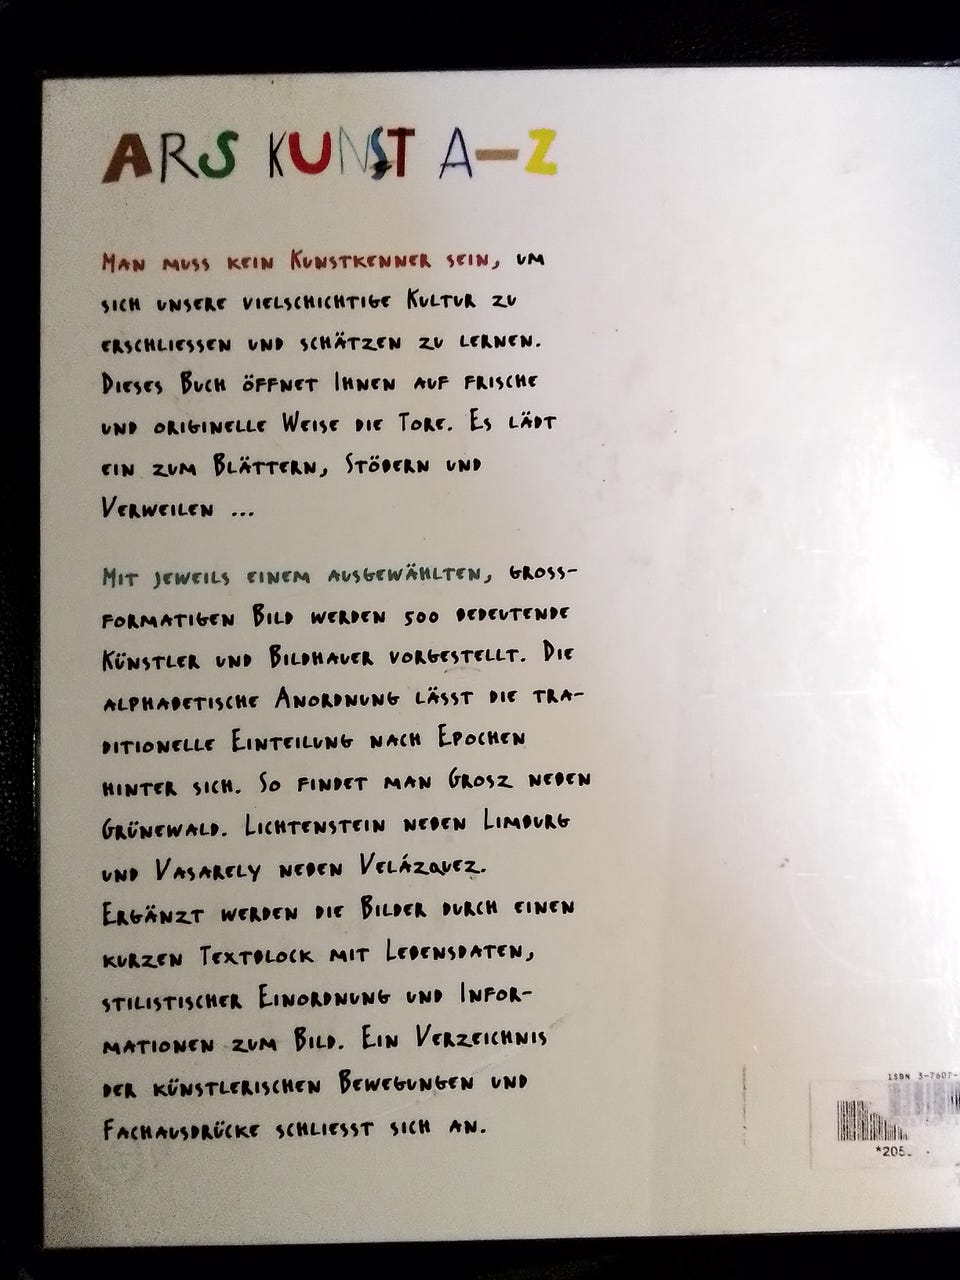 ARS KUNST A–Z
MAN MUSS KEIN KUNSTKENNER SEIN, UM
SICH UNSERE VIELSCHICHTIGE KULTUR ZU
ERSCHLIESSEN UND SCHÄTZEN ZU LERNEN.
DIESES BUCH ÖFFNET IHNEN AUF FRISCHE
UND ORIGINELLE WEISE DIE TORE. ES LÄDT
EIN ZUM BLÄTTERN, STÖBERN UND
VERWEILEN ...
MIT JEWEILS EINEM AUSGEWÄHLTEN, GROSS-
FORMATIGEN BILD WERDEN 500 BEDEUTENDE
KÜNSTLER UND BILDHAUER VORGESTELLT. DIE
ALPHABETISCHE ANORDNUNG LÄSST DIE TRA-
DITIONELLE EINTEILUNG NACH EPOCHEN
HINTER SICH. SO FINDET MAN GROSZ NEBEN
GRÜNEWALD. LICHTENSTEIN NEBEN LIMBURG
UND VASARELY NEBEN VELÁZQUEZ.
ERGÄNZT WERDEN DIE BILDER DURCH EINEN
KURZEN TEXTBLOCK MIT LEBENSDATEN,
STILISTISCHER EINORDNUNG UND INFOR-
MATIONEN ZUM BILD. EIN VERZEICHNIS
DER KÜNSTLERISCHEN BEWEGUNGEN UND
FACHAUSDRÜCKE SCHLIESST SICH AN.
ISBN 3-7607-